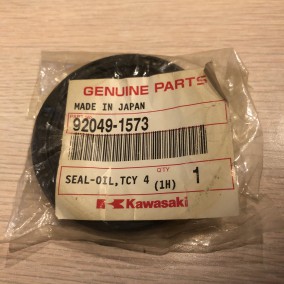 GENUINE PARTS
MADE IN JAPAN
92049-1573
QTY
SEAL-OIL,TCY 4 (1H) 1
Kawasaki